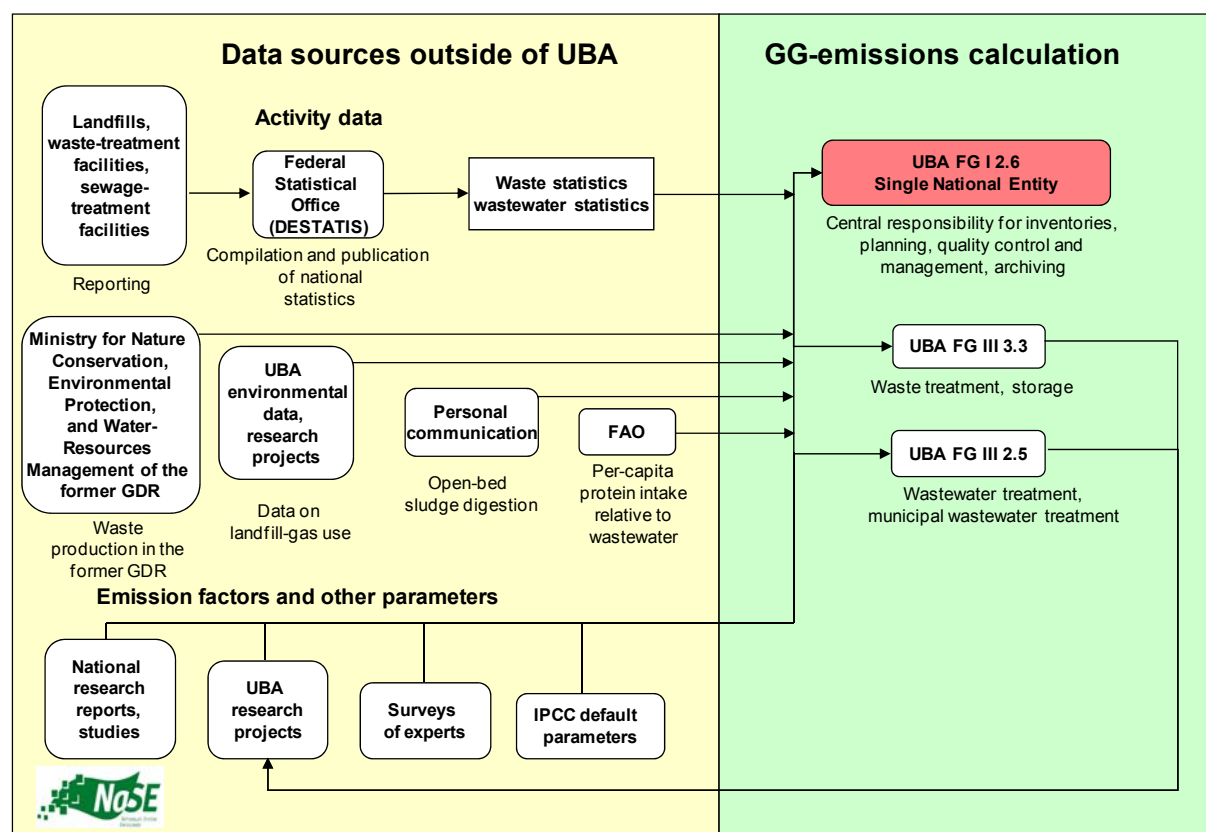 Data sources outside of UBA
GG-emissions calculation
Activity data
Landfills,
waste-treatment
facilities,
sewage-
treatment
facilities
Reporting
Federal
Statistical
Office
(DESTATIS)
Compilation and publication
of national
statistics
Waste statistics
wastewater statistics
UBA FG I 2.6
Single National Entity
Central responsibility for inventories,
planning, quality control and
management, archiving
Ministry for Nature
Conservation,
Environmental
Protection,
and Water-
Resources
Management of the
former GDR
Waste
production in the
former GDR
UBA
environmental
data,
research
projects
Data on
landfill-gas use
Personal
communication
Open-bed
sludge digestion
FAO
Per-capita
protein intake
relative to
wastewater
UBA FG III 3.3
Waste treatment, storage
UBA FG III 2.5
Wastewater treatment,
municipal wastewater treatment
Emission factors and other parameters
National
research
reports,
studies
UBA
research
projects
Surveys
of experts
IPCC default
parameters
NaSE